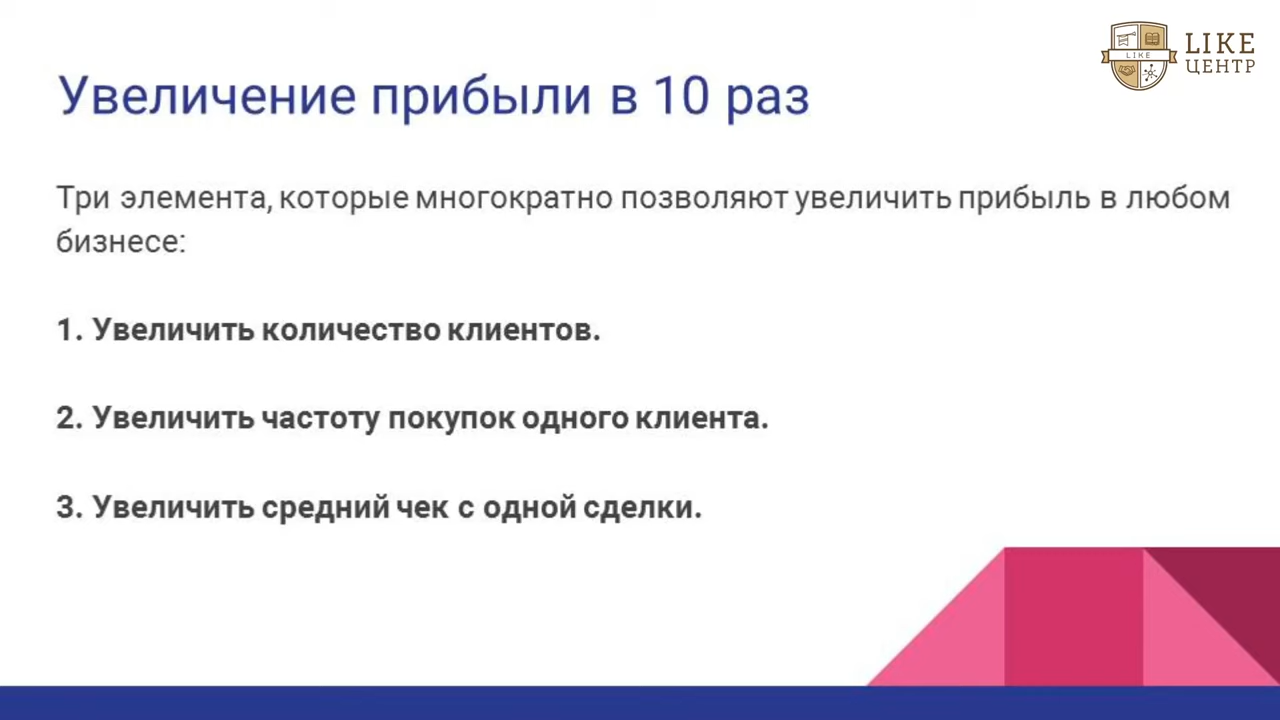 LIKE
LIKE
ЦЕНТР
Увеличение прибыли в 10 раз
Три элемента, которые многократно позволяют увеличить прибыль в любом
бизнесе:
1. Увеличить количество клиентов.
2. Увеличить частоту покупок одного клиента.
3. Увеличить средний чек с одной сделки.